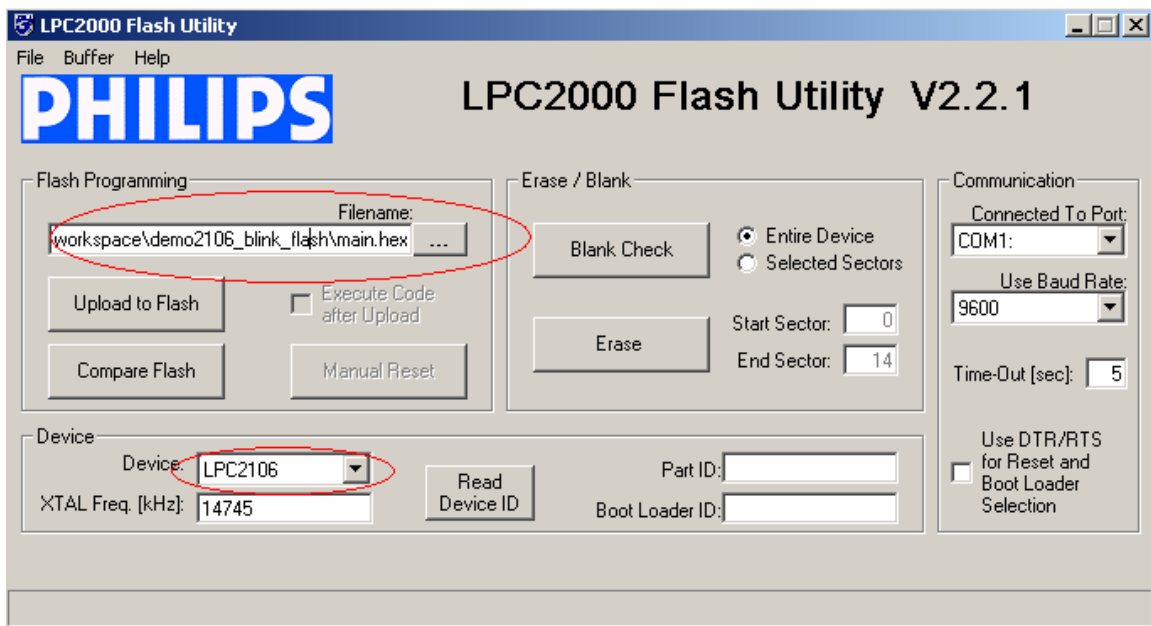 LPC2000 Flash Utility
File Buffer Help
PHILIPS
LPC2000 Flash Utility V2.2.1
Flash Programming
Filename:
workspace\demo2106_blink_flash\main.hex
...
Upload to Flash
Execute Code
after Upload
Compare Flash
Manual Reset
Erase / Blank
Blank Check
Entire Device
Selected Sectors
Erase
Start Sector: 0
End Sector: 14
Communication
Connected To Port:
COM1:
Use Baud Rate:
9600
Time-Out [sec]: 5
Use DTR/RTS
for Reset and
Boot Loader
Selection
Device
Device: LPC2106
XTAL Freq. [kHz]: 14745
Read
Device ID
Part ID:
Boot Loader ID: